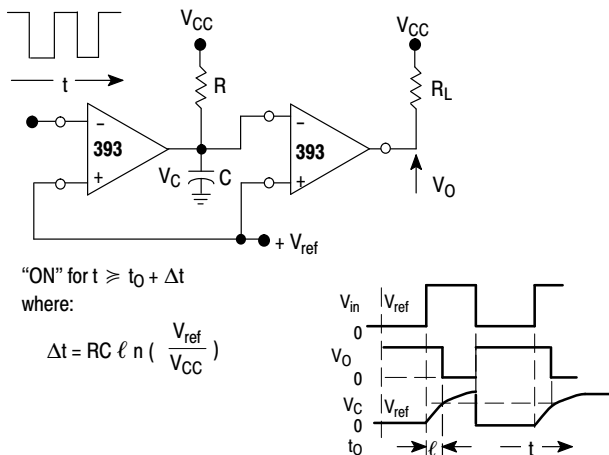 VCC
VCC
t
R
RL
−
393
+
VC
C
−
393
+
VO
+ Vref
“ON” for t ⩾ tO + Δt
where:
Δt = RC ℓ n ( Vref / VCC )
Vin
Vref
0
VO
0
VC
Vref
0
tO
ℓ
t